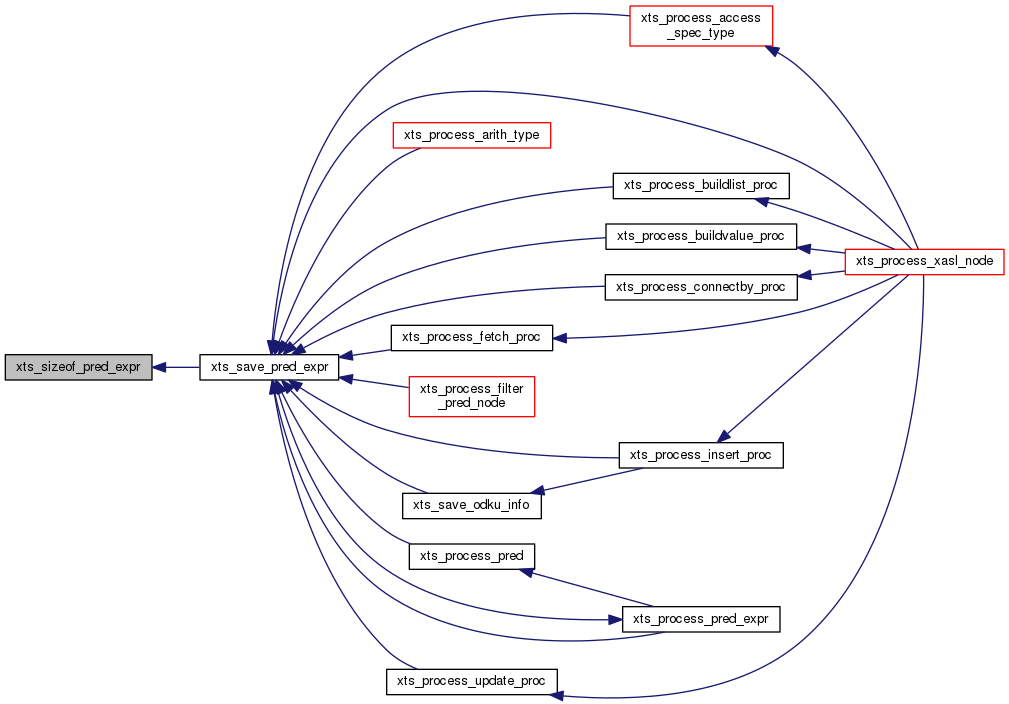 xts_process_access
_spec_type
xts_process_arith_type
xts_process_buildlist_proc
xts_process_buildvalue_proc
xts_process_xasl_node
xts_process_connectby_proc
xts_process_fetch_proc
xts_sizeof_pred_expr
xts_save_pred_expr
xts_process_filter
_pred_node
xts_process_insert_proc
xts_save_odku_info
xts_process_pred
xts_process_pred_expr
xts_process_update_proc